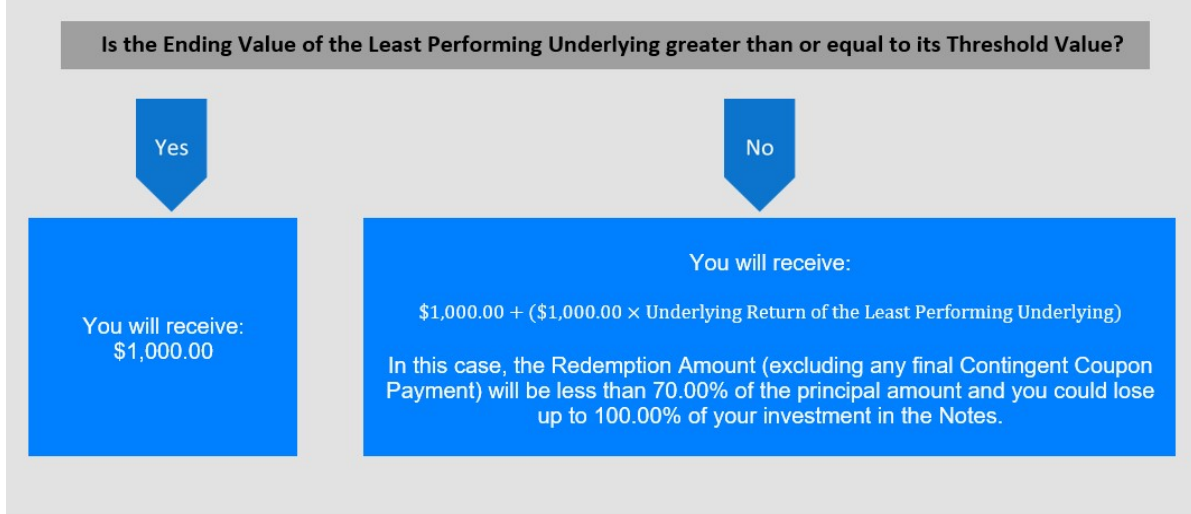 Is the Ending Value of the Least Performing Underlying greater than or equal to its Threshold Value?
Yes
No
You will receive:
$1,000.00
You will receive:
$1,000.00 + ($1,000.00 × Underlying Return of the Least Performing Underlying)
In this case, the Redemption Amount (excluding any final Contingent Coupon
Payment) will be less than 70.00% of the principal amount and you could lose
up to 100.00% of your investment in the Notes.